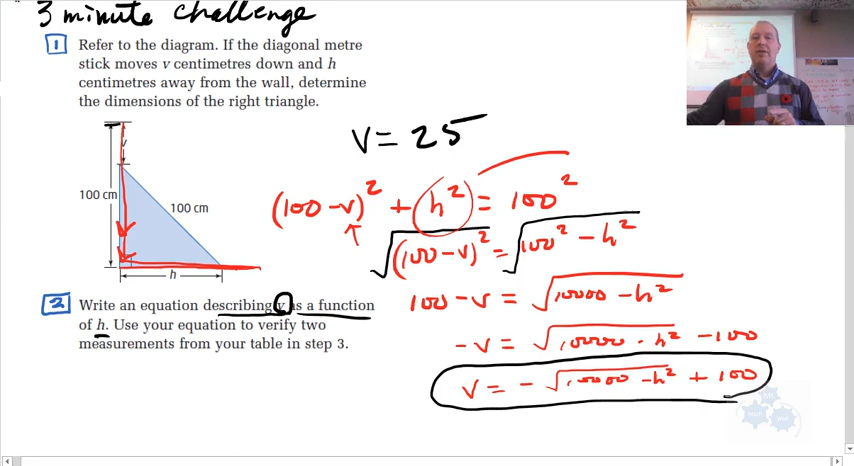 3 minute challenge
1 Refer to the diagram. If the diagonal metre
stick moves v centimetres down and h
centimetres away from the wall, determine
the dimensions of the right triangle.
v = 25
v
100 cm
100 cm
h
(100 - v)² + h² = 100²
√(100 - v)² = √100² - h²
100 - v = √10000 - h²
-v = √10000 - h² - 100
v = - √10000 - h² + 100
2 Write an equation describing v as a function
of h. Use your equation to verify two
measurements from your table in step 3.